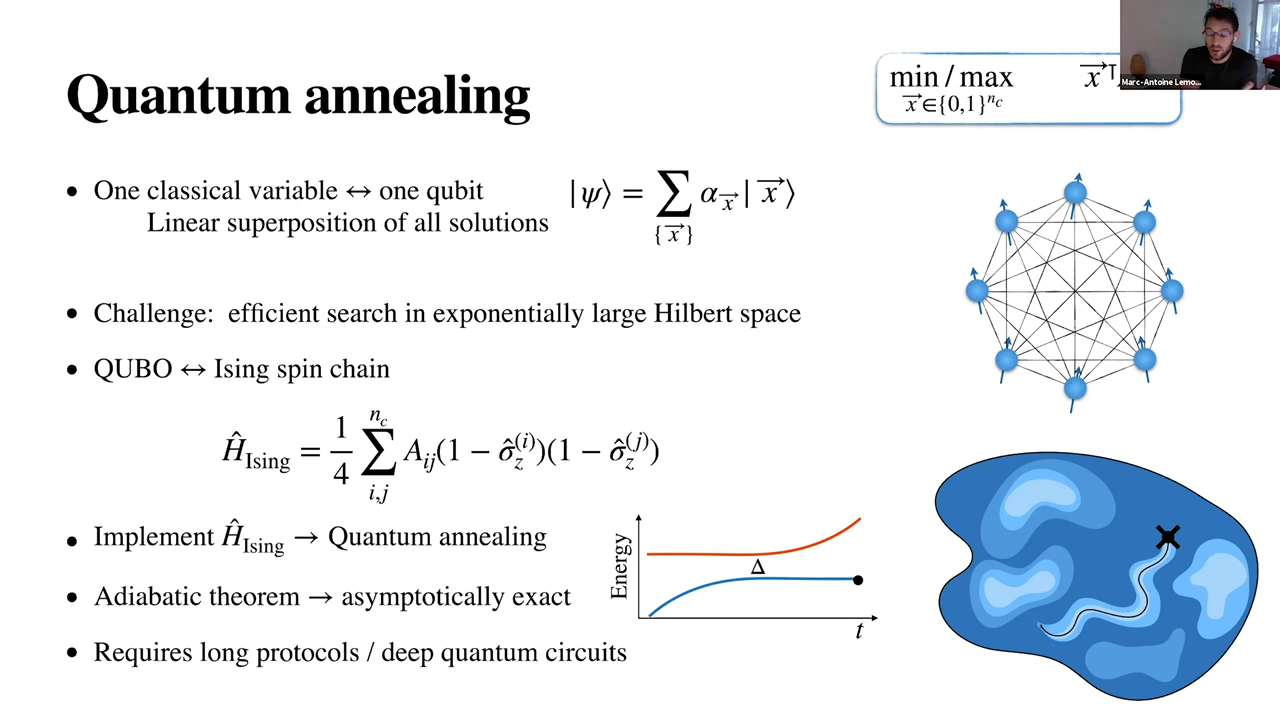 Quantum annealing
min / max x⃗ᵀ
x⃗∈{0,1}ⁿᶜ
Marc-Antoine Lemo...
• One classical variable ↔ one qubit |ψ⟩ = ∑ α_x⃗ | x⃗ ⟩
{ x⃗ }
Linear superposition of all solutions
• Challenge: efficient search in exponentially large Hilbert space
• QUBO ↔ Ising spin chain
Ĥ_Ising = 1/4 ∑_{i,j}^{n_c} A_ij(1 − σ̂_z^(i))(1 − σ̂_z^(j))
• Implement Ĥ_Ising → Quantum annealing
• Adiabatic theorem → asymptotically exact
• Requires long protocols / deep quantum circuits
Energy
Δ
t